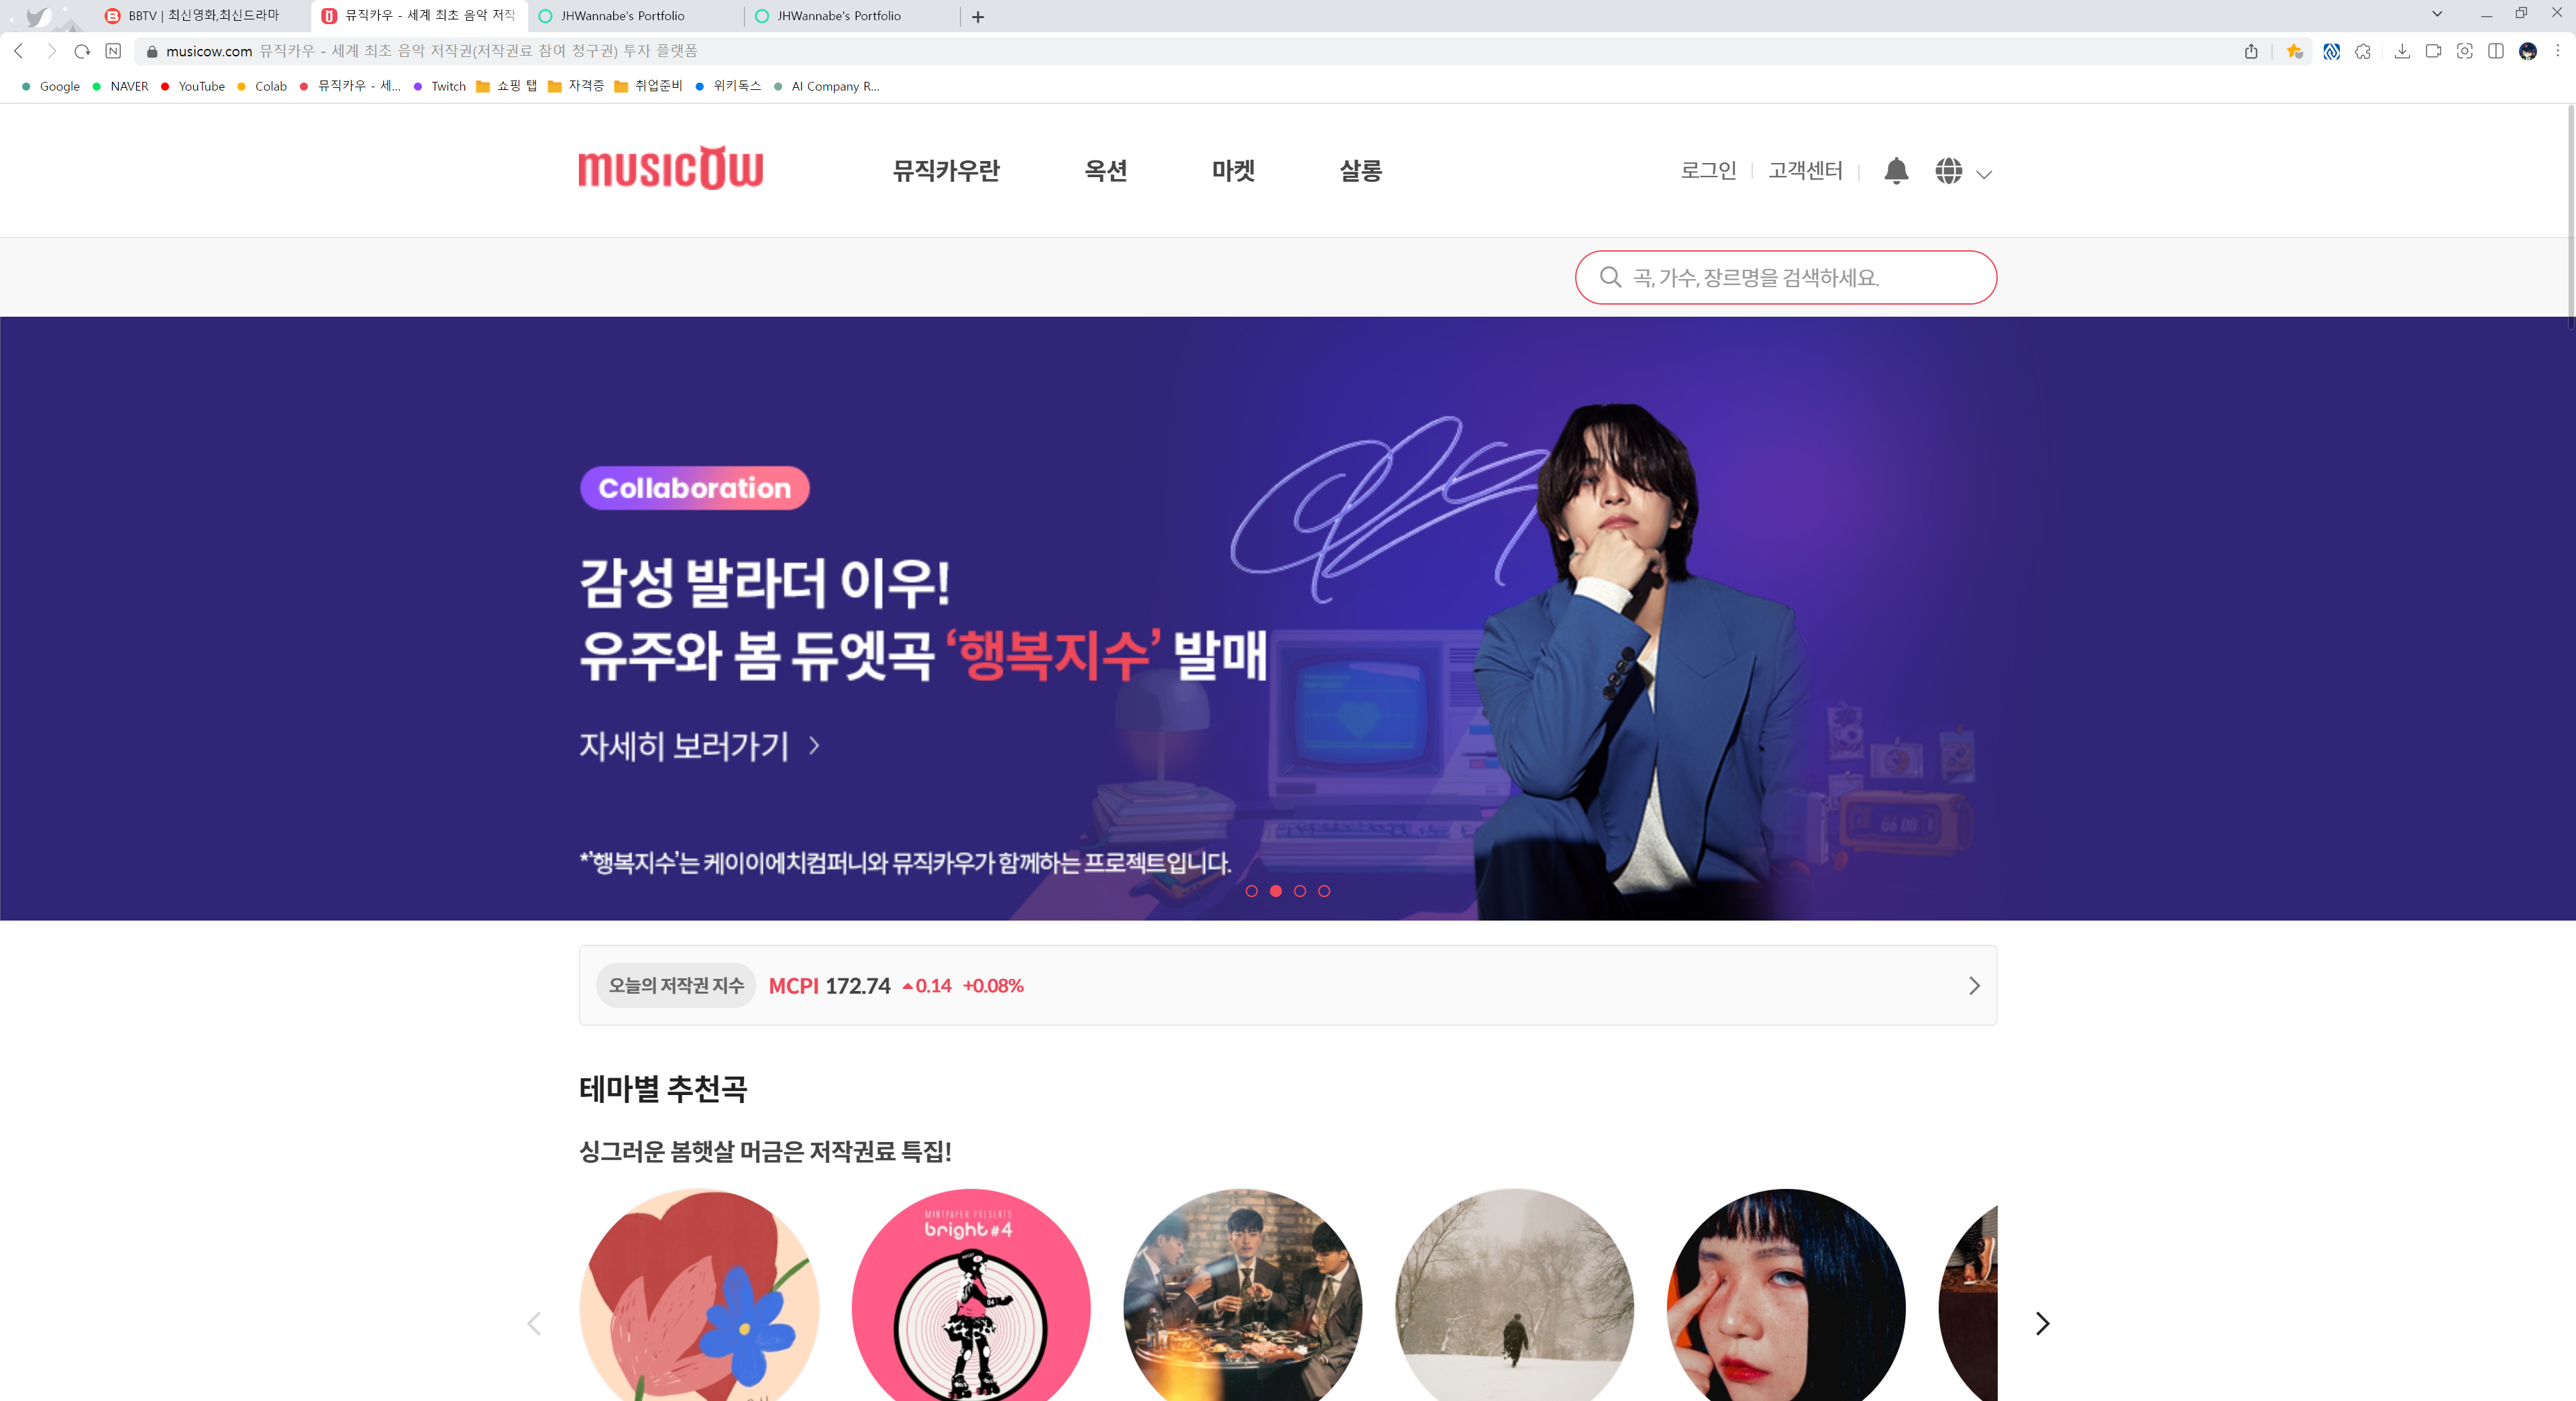 BBTV | 최신영화,최신드라마
뮤직카우 - 세계 최초 음악 저작
JHWannabe's Portfolio
JHWannabe's Portfolio
musicow.com 뮤직카우 - 세계 최초 음악 저작권(저작권료 참여 청구권) 투자 플랫폼
Google NAVER YouTube Colab 뮤직카우 - 세... Twitch 쇼핑 탭 자격증 취업준비 위키독스 AI Company R...
musicow 뮤직카우란 옥션 마켓 살롱 로그인 고객센터
곡, 가수, 장르명을 검색하세요.
Collaboration
감성 발라더 이우!
유주와 봄 듀엣곡 ‘행복지수’ 발매
자세히 보러가기
06 00
*'행복지수'는 케이이에치컴퍼니와 뮤직카우가 함께하는 프로젝트입니다.
오늘의 저작권 지수 MCPI 172.74 0.14 +0.08%
테마별 추천곡
싱그러운 봄햇살 머금은 저작권료 특집!
MINTPAPER PRESENTS
bright #4